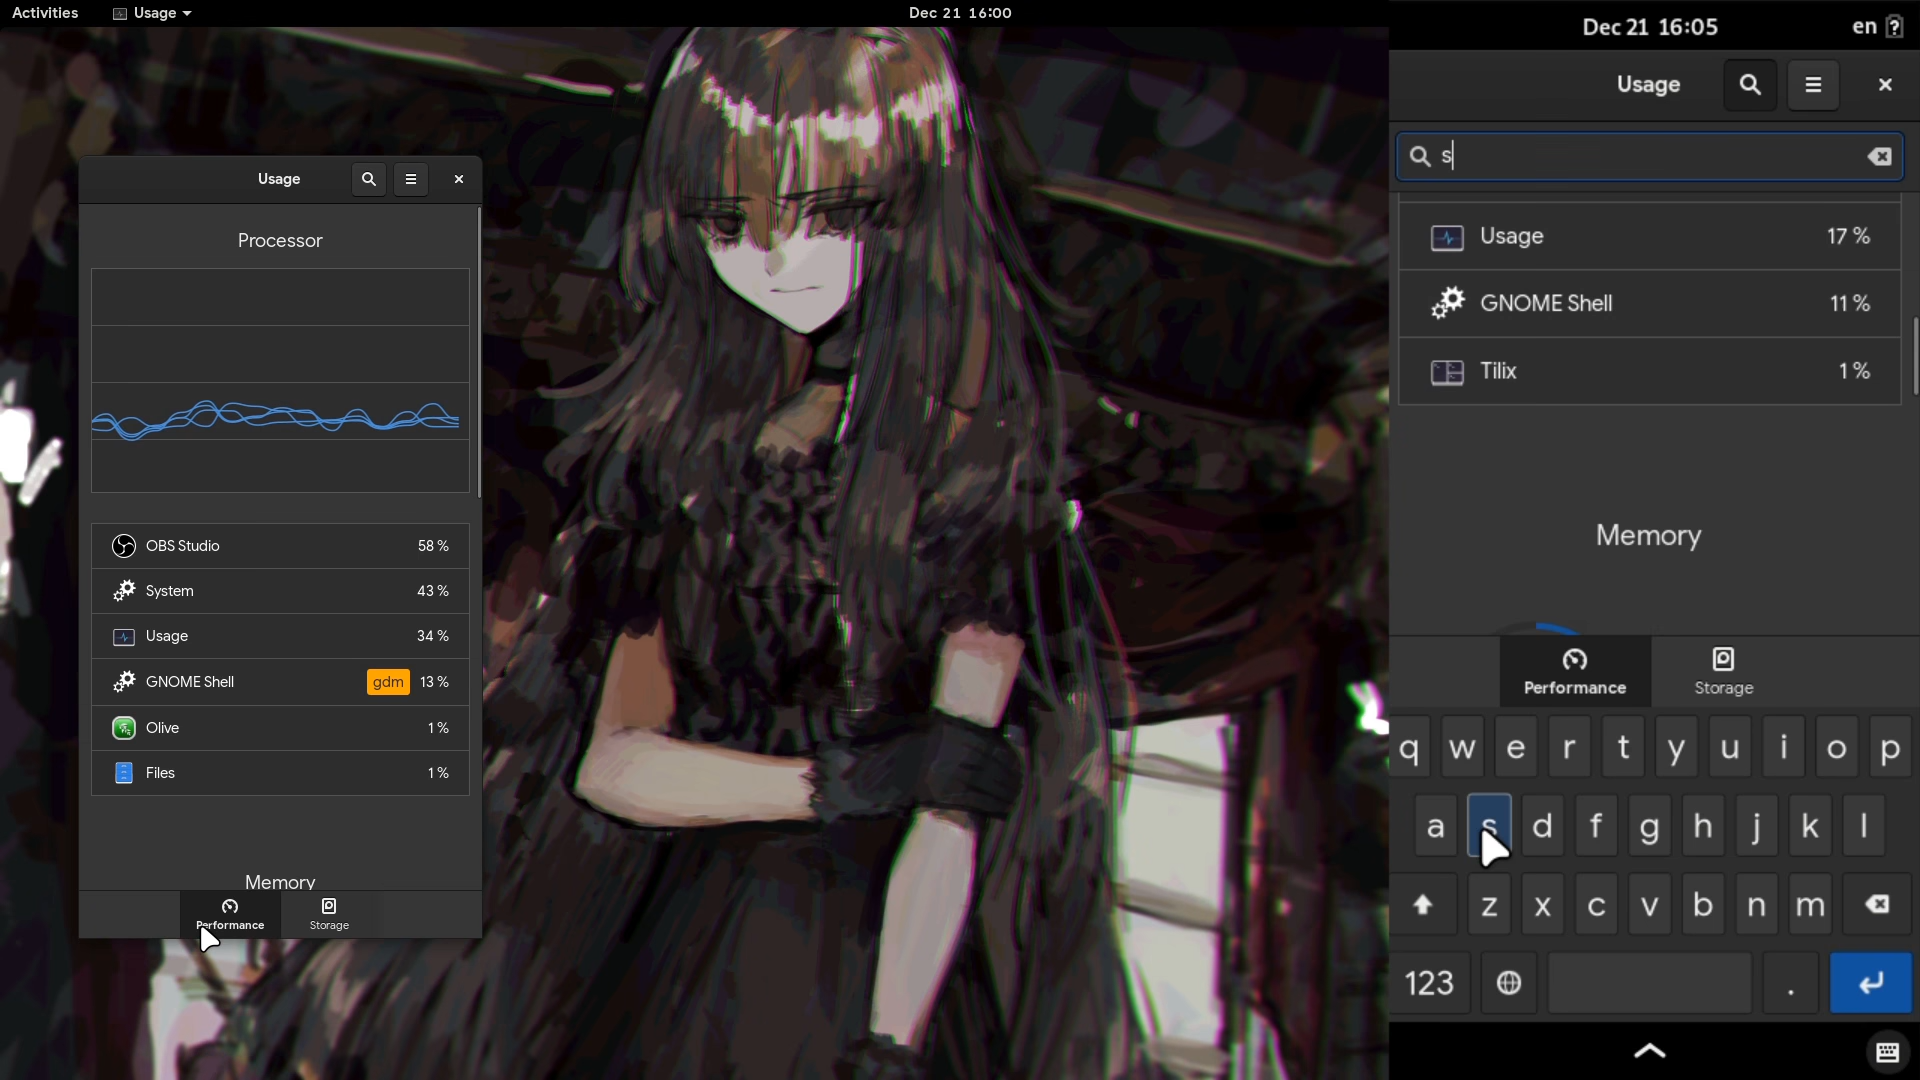 Activities Usage Dec 21 16:00
Usage
Processor
OBS Studio 58 %
System 43 %
Usage 34 %
GNOME Shell gdm 13 %
Olive 1 %
Files 1 %
Memory
Performance Storage
Dec 21 16:05 en
Usage
s
Usage 17 %
GNOME Shell 11 %
Tilix 1 %
Memory
Performance Storage
q w e r t y u i o p
a s d f g h j k l
z x c v b n m
123 .